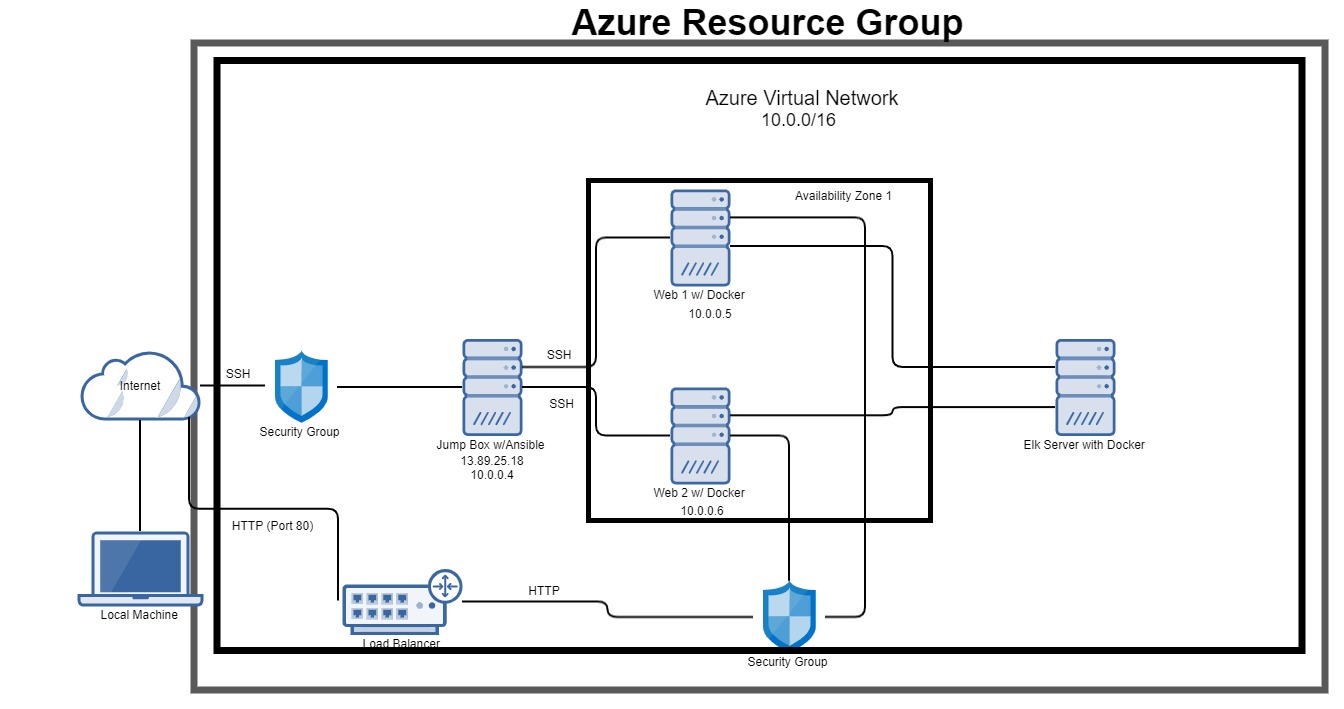 Azure Resource Group
Azure Virtual Network
10.0.0/16
Availability Zone 1
Web 1 w/ Docker
10.0.0.5
SSH
Internet
SSH
SSH
Security Group
Jump Box w/Ansible
13.89.25.18
10.0.0.4
Elk Server with Docker
Web 2 w/ Docker
10.0.0.6
HTTP (Port 80)
HTTP
Local Machine
Load Balancer
Security Group